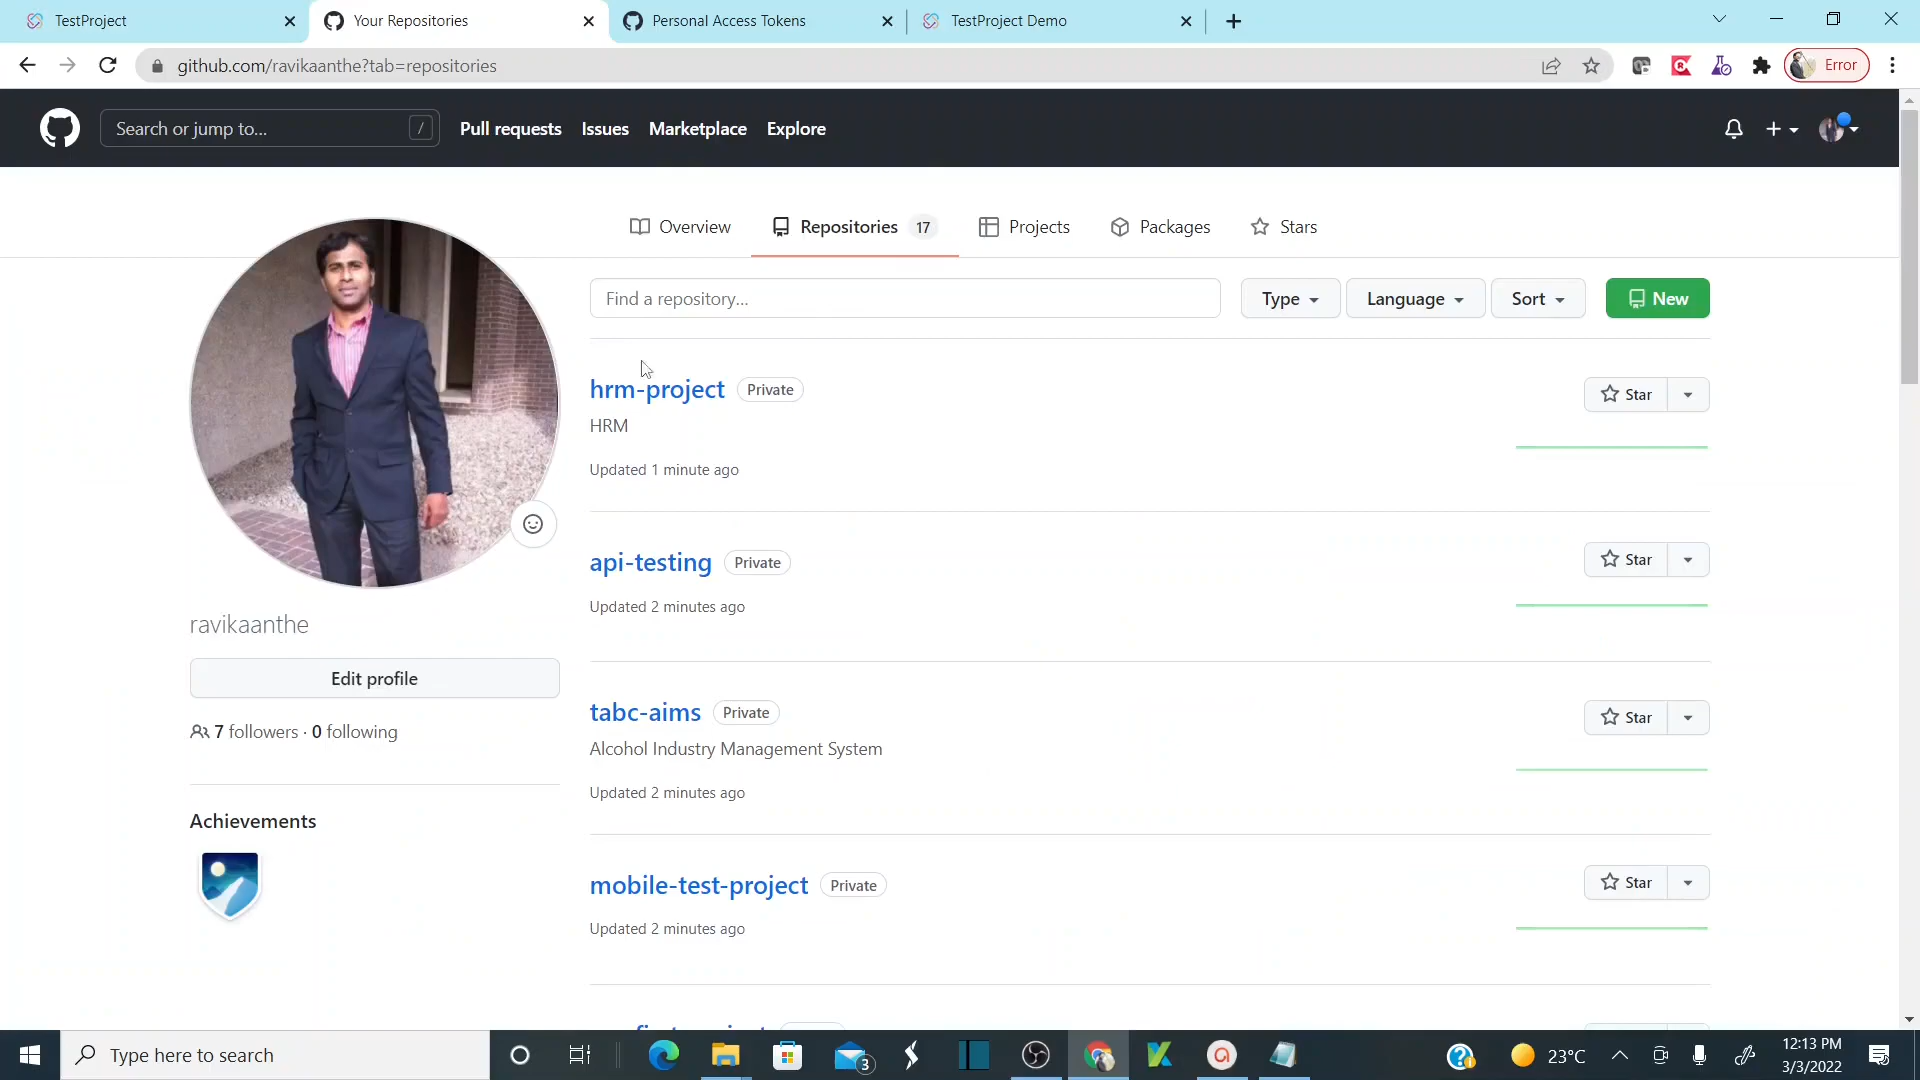 TestProject
Your Repositories
Personal Access Tokens
TestProject Demo
github.com/ravikaanthe?tab=repositories
Error
Search or jump to...
/
Pull requests
Issues
Marketplace
Explore
Overview
Repositories 17
Projects
Packages
Stars
Find a repository...
Type
Language
Sort
New
hrm-project Private
Star
HRM
Updated 1 minute ago
api-testing Private
Star
Updated 2 minutes ago
ravikaanthe
Edit profile
7 followers · 0 following
tabc-aims Private
Star
Alcohol Industry Management System
Updated 2 minutes ago
Achievements
mobile-test-project Private
Star
Updated 2 minutes ago
Type here to search
3
23°C
12:13 PM
3/3/2022